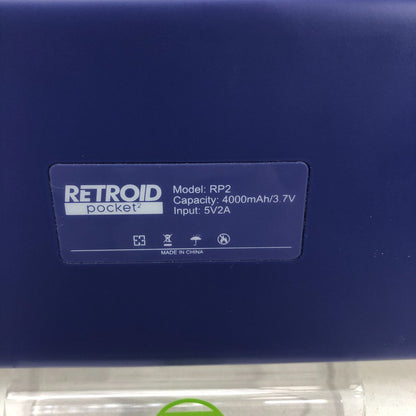 RETROID
pocket²
Model: RP2
Capacity: 4000mAh/3.7V
Input: 5V2A
MADE IN CHINA